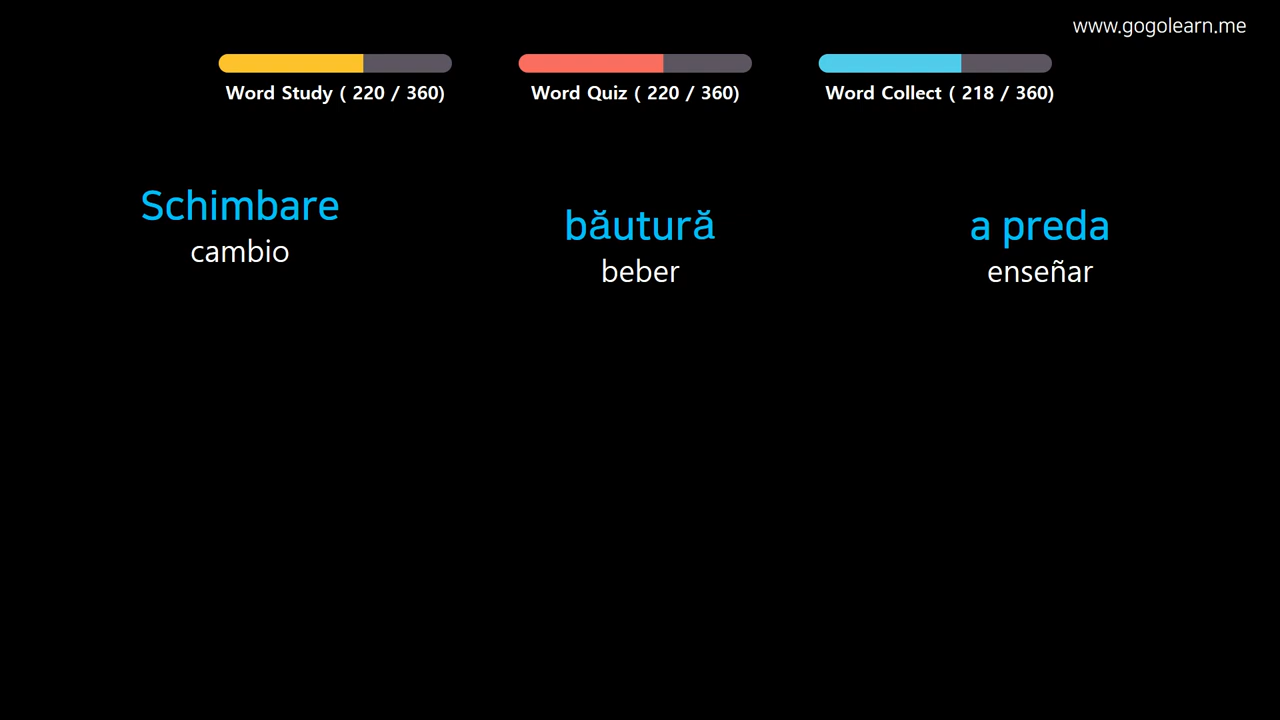 www.gogolearn.me
Word Study ( 220 / 360)
Word Quiz ( 220 / 360)
Word Collect ( 218 / 360)
Schimbare
cambio
băutură
beber
a preda
enseñar